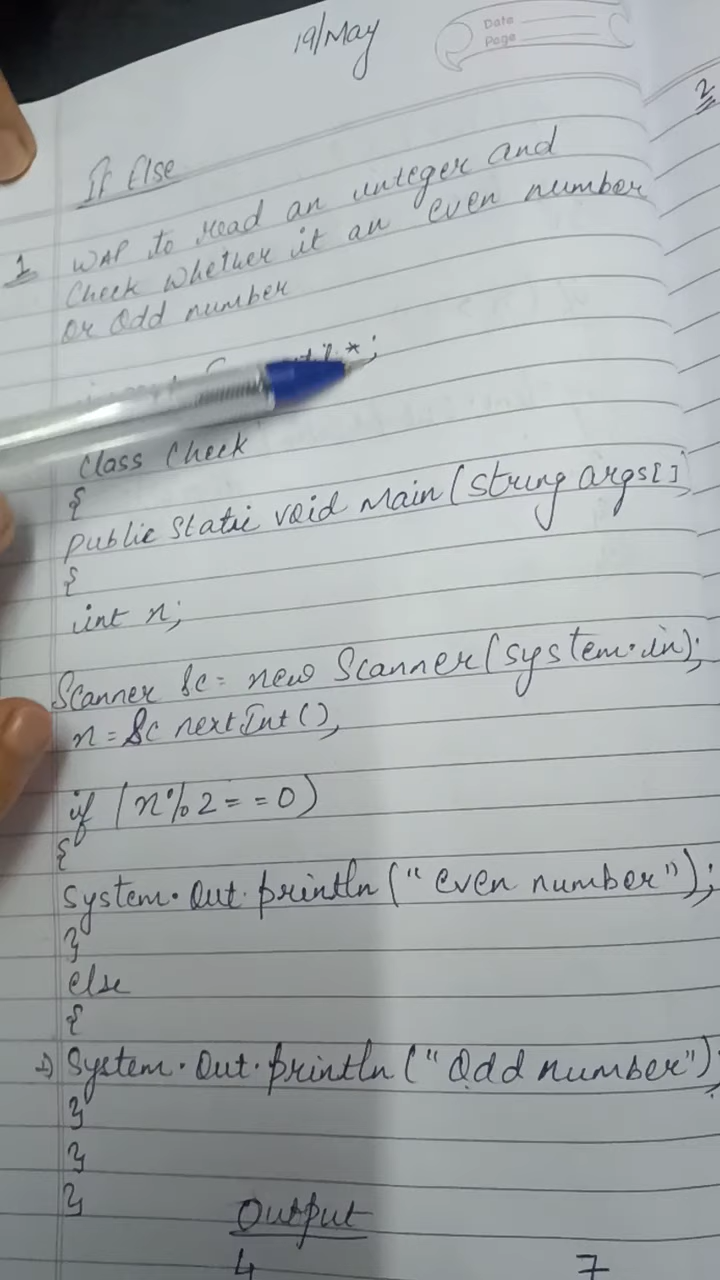 19/May
Date
Page
2
If Else
1 WAP to read an integer and
Check whether it an even number
or Odd number
*;
Class Check
{
public static void main (string args[]
{
int n;
Scanner Sc = new Scanner (system.in);
n = Sc nextInt (),
if (n%2 = = 0)
{
System.Out.println ("even number");
}
else
{
System.Out.println ("Odd number");
}
}
}
Output
4 7